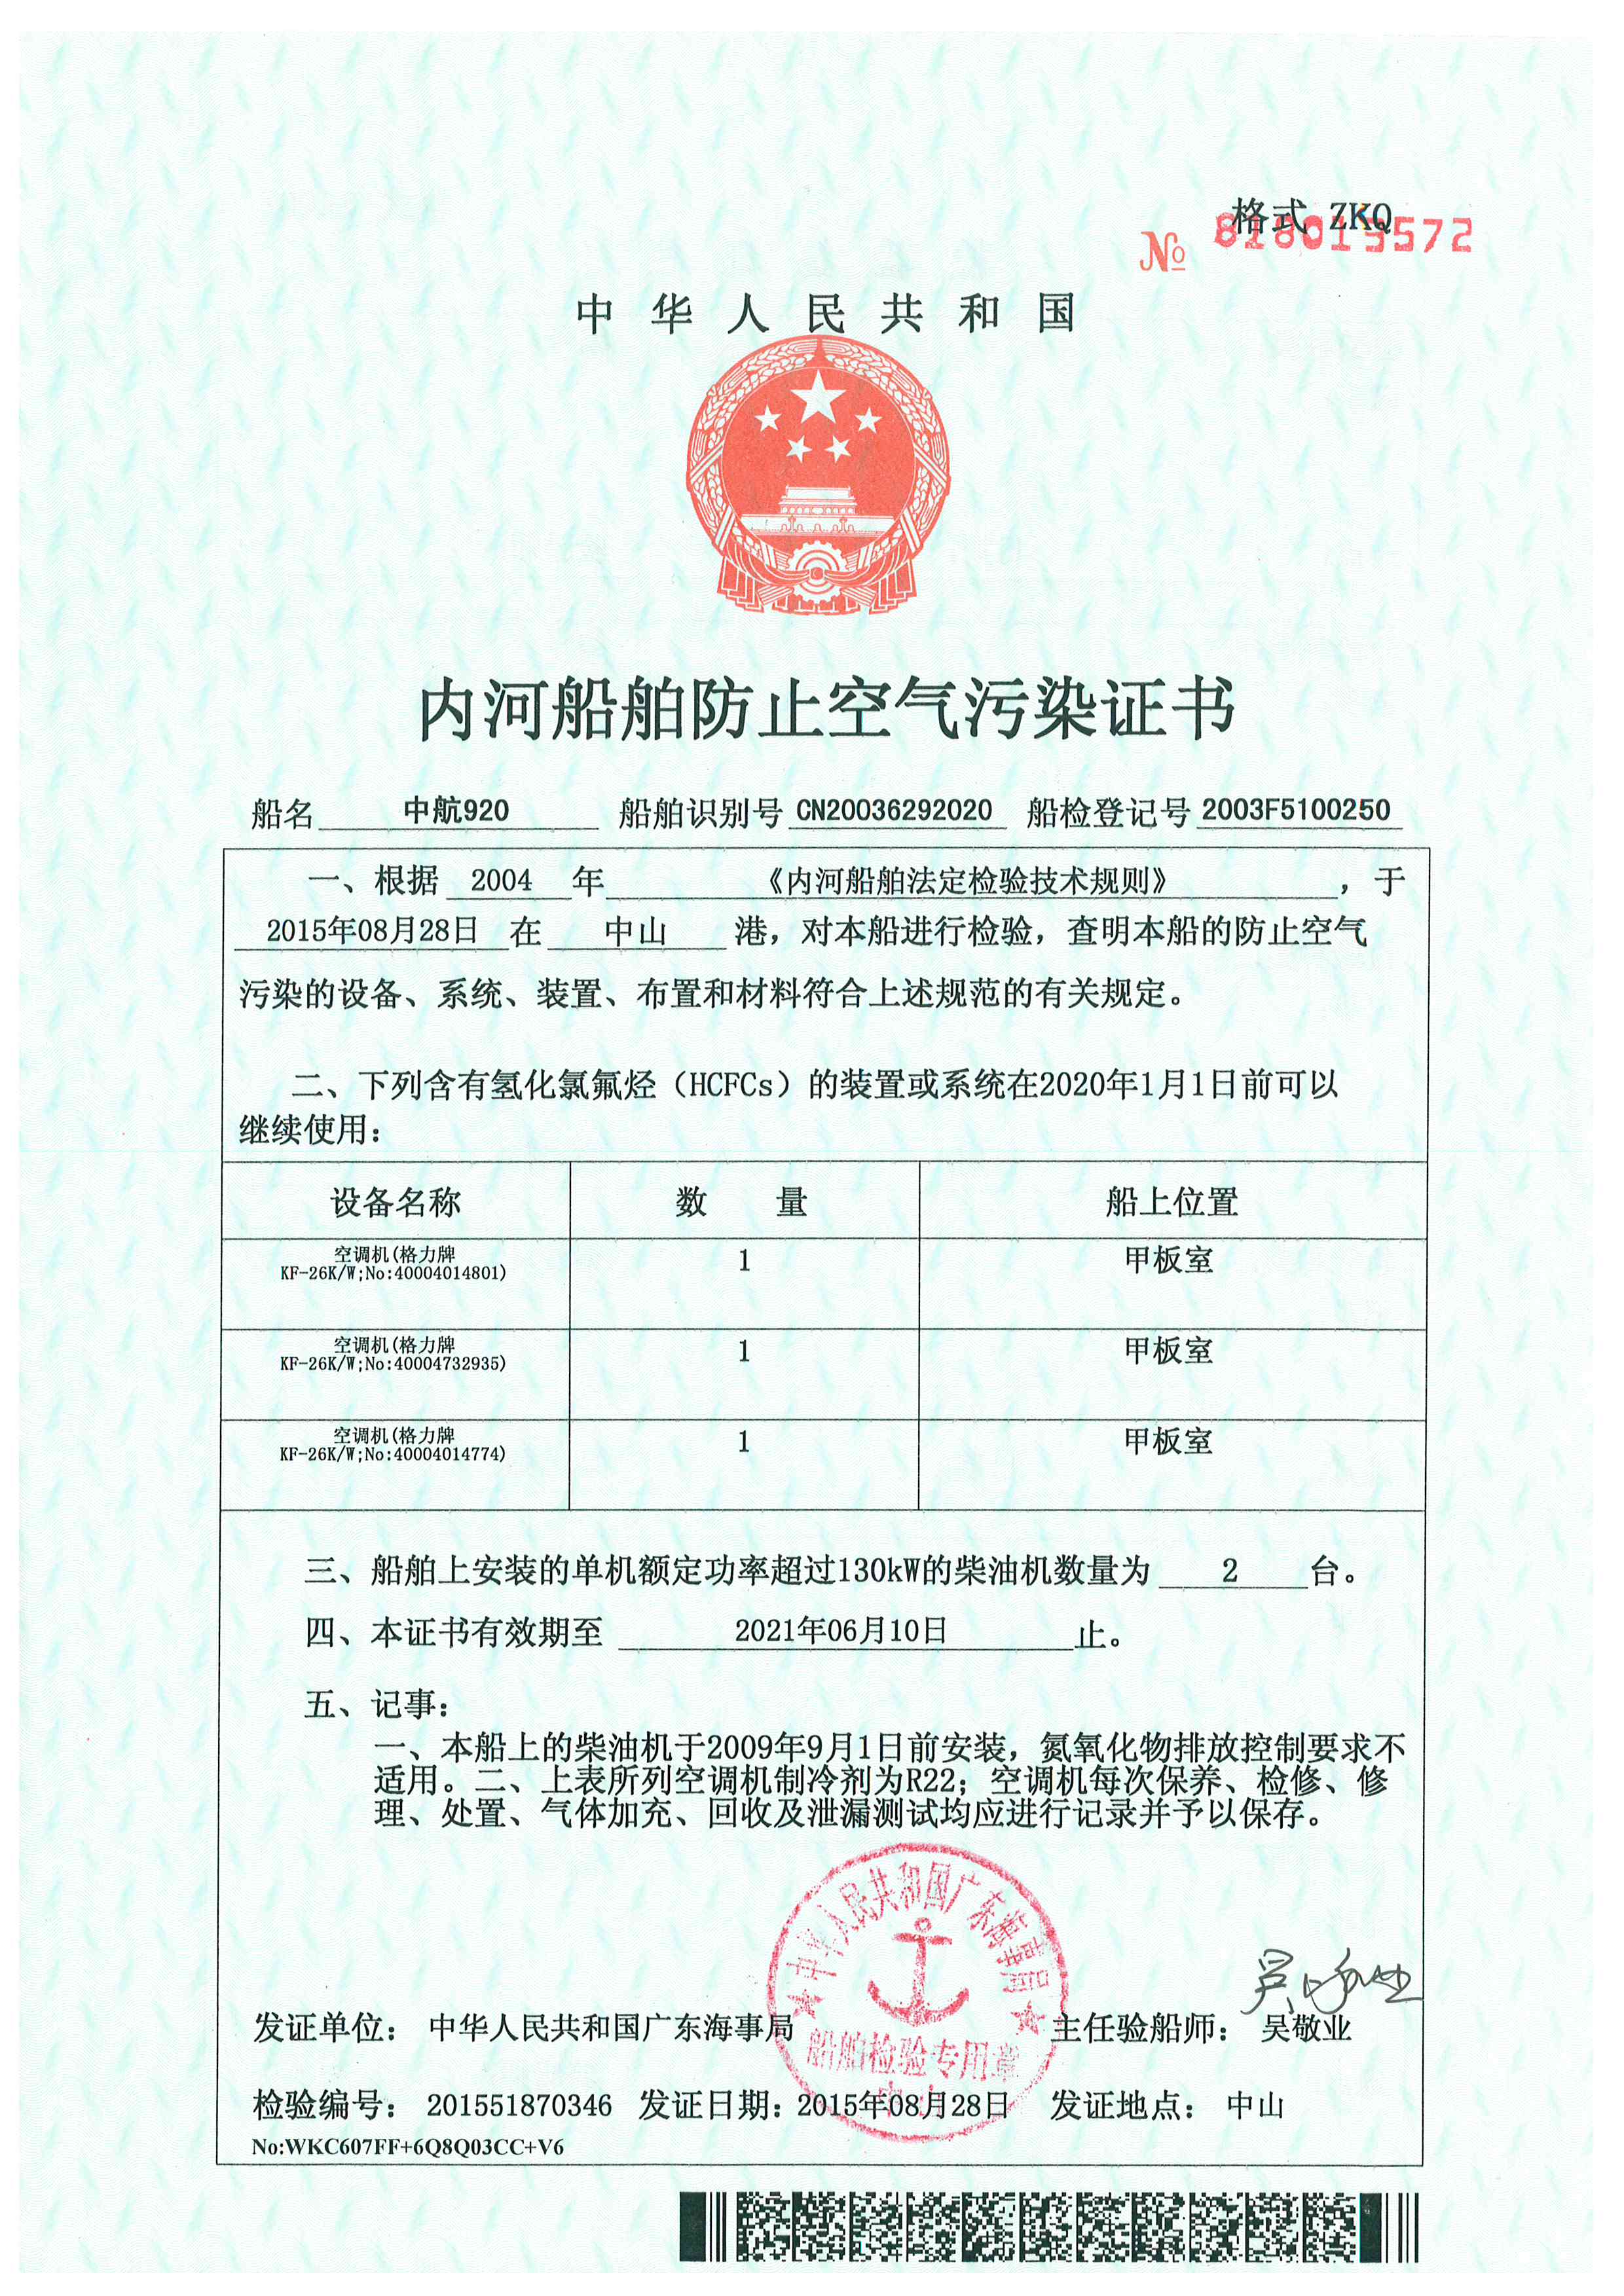 格式 ZKQ
№ 818019572
中华人民共和国
内河船舶防止空气污染证书
船名 中航920 船舶识别号 CN20036292020 船检登记号 2003F5100250
一、根据 2004 年 《内河船舶法定检验技术规则》 ，于
2015年08月28日 在 中山 港，对本船进行检验，查明本船的防止空气
污染的设备、系统、装置、布置和材料符合上述规范的有关规定。
二、下列含有氢化氯氟烃（HCFCs）的装置或系统在2020年1月1日前可以
继续使用：
设备名称 数 量 船上位置
空调机(格力牌
KF-26K/W;No:40004014801) 1 甲板室
空调机(格力牌
KF-26K/W;No:40004732935) 1 甲板室
空调机(格力牌
KF-26K/W;No:40004014774) 1 甲板室
三、船舶上安装的单机额定功率超过130kW的柴油机数量为 2 台。
四、本证书有效期至 2021年06月10日 止。
五、记事：
一、本船上的柴油机于2009年9月1日前安装，氮氧化物排放控制要求不
适用。二、上表所列空调机制冷剂为R22；空调机每次保养、检修、修
理、处置、气体加充、回收及泄漏测试均应进行记录并予以保存。
中华人民共和国广东海事局
船舶检验专用章
中山
吴敬业
发证单位： 中华人民共和国广东海事局 主任验船师： 吴敬业
检验编号： 201551870346 发证日期：2015年08月28日 发证地点： 中山
No:WKC607FF+6Q8Q03CC+V6